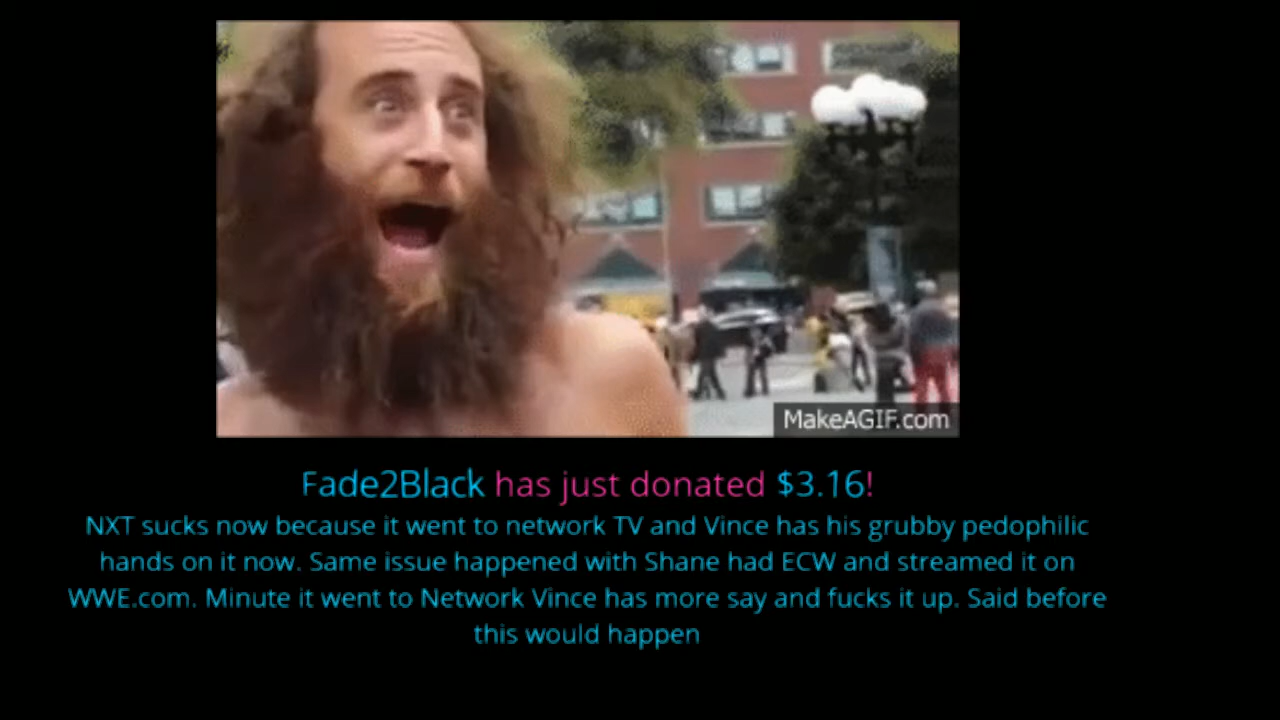 MakeAGIF.com
Fade2Black has just donated $3.16!
NXT sucks now because it went to network TV and Vince has his grubby pedophilic
hands on it now. Same issue happened with Shane had ECW and streamed it on
WWE.com. Minute it went to Network Vince has more say and fucks it up. Said before
this would happen